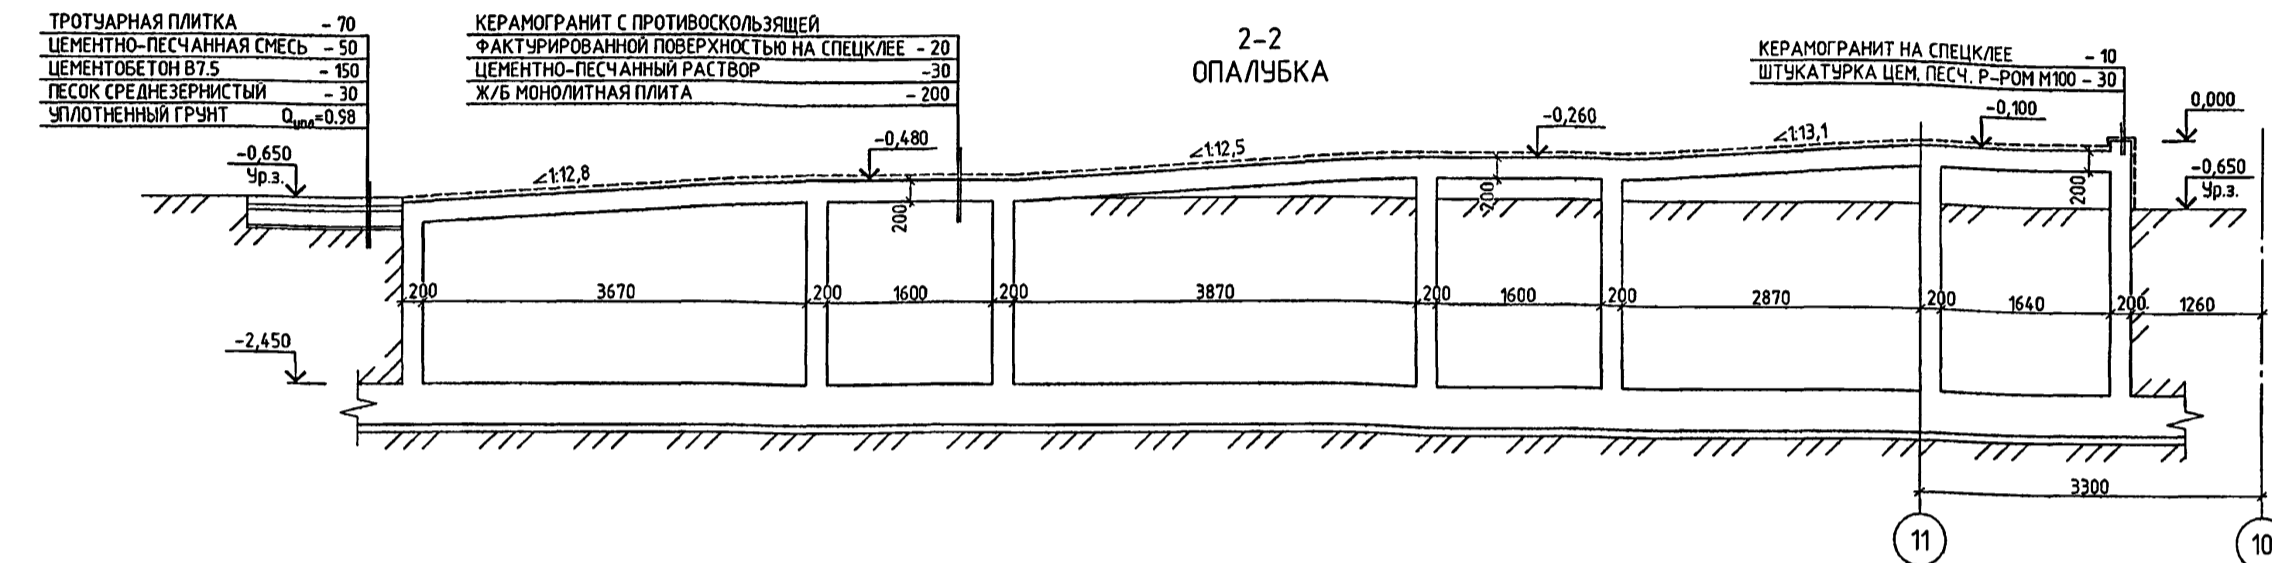 ТРОТУАРНАЯ ПЛИТКА - 70
ЦЕМЕНТНО-ПЕСЧАННАЯ СМЕСЬ - 50
ЦЕМЕНТОБЕТОН В7.5 - 150
ПЕСОК СРЕДНЕЗЕРНИСТЫЙ - 30
УПЛОТНЕННЫЙ ГРУНТ Qупл=0.98
КЕРАМОГРАНИТ С ПРОТИВОСКОЛЬЗЯЩЕЙ
ФАКТУРИРОВАННОЙ ПОВЕРХНОСТЬЮ НА СПЕЦКЛЕЕ - 20
ЦЕМЕНТНО-ПЕСЧАННЫЙ РАСТВОР -30
Ж/Б МОНОЛИТНАЯ ПЛИТА - 200
2-2
ОПАЛУБКА
КЕРАМОГРАНИТ НА СПЕЦКЛЕЕ - 10
ШТУКАТУРКА ЦЕМ. ПЕСЧ. Р-РОМ М100 - 30
-0,650
Ур.з.
∠1:12,8
-0,480
∠1:12,5
-0,260
∠1:13,1
-0,100
0,000
-0,650
Ур.з.
200
200
200
200 3670 200 1600 200 3870 200 1600 200 2870 200 1640 200 1260
-2,450
3300
11
10